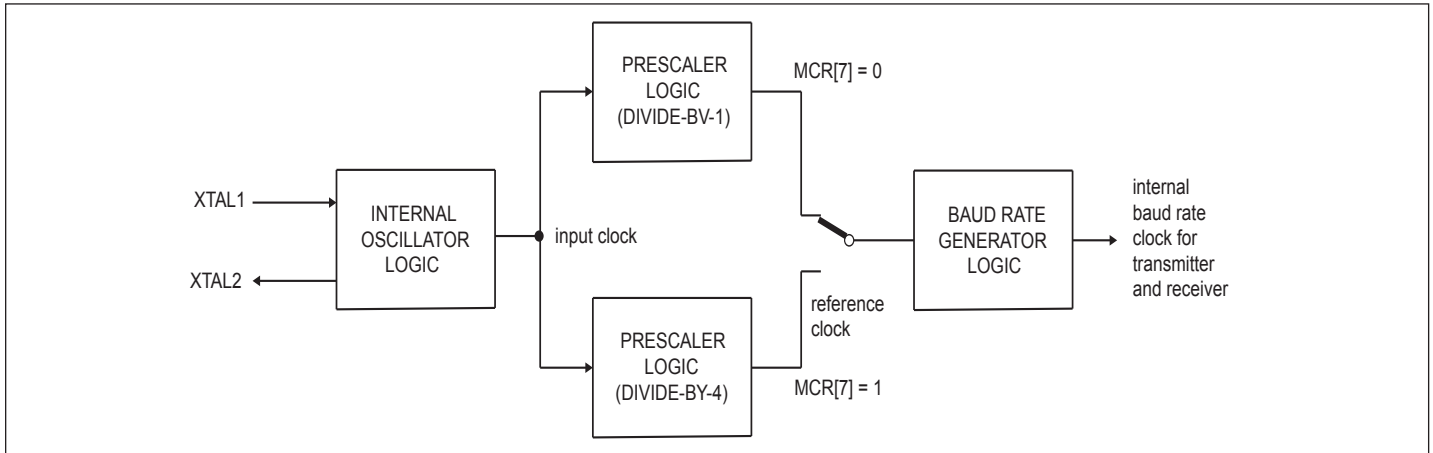 XTAL1
XTAL2
INTERNAL
OSCILLATOR
LOGIC
input clock
PRESCALER
LOGIC
(DIVIDE-BV-1)
MCR[7] = 0
PRESCALER
LOGIC
(DIVIDE-BY-4)
MCR[7] = 1
reference
clock
BAUD RATE
GENERATOR
LOGIC
internal
baud rate
clock for
transmitter
and receiver